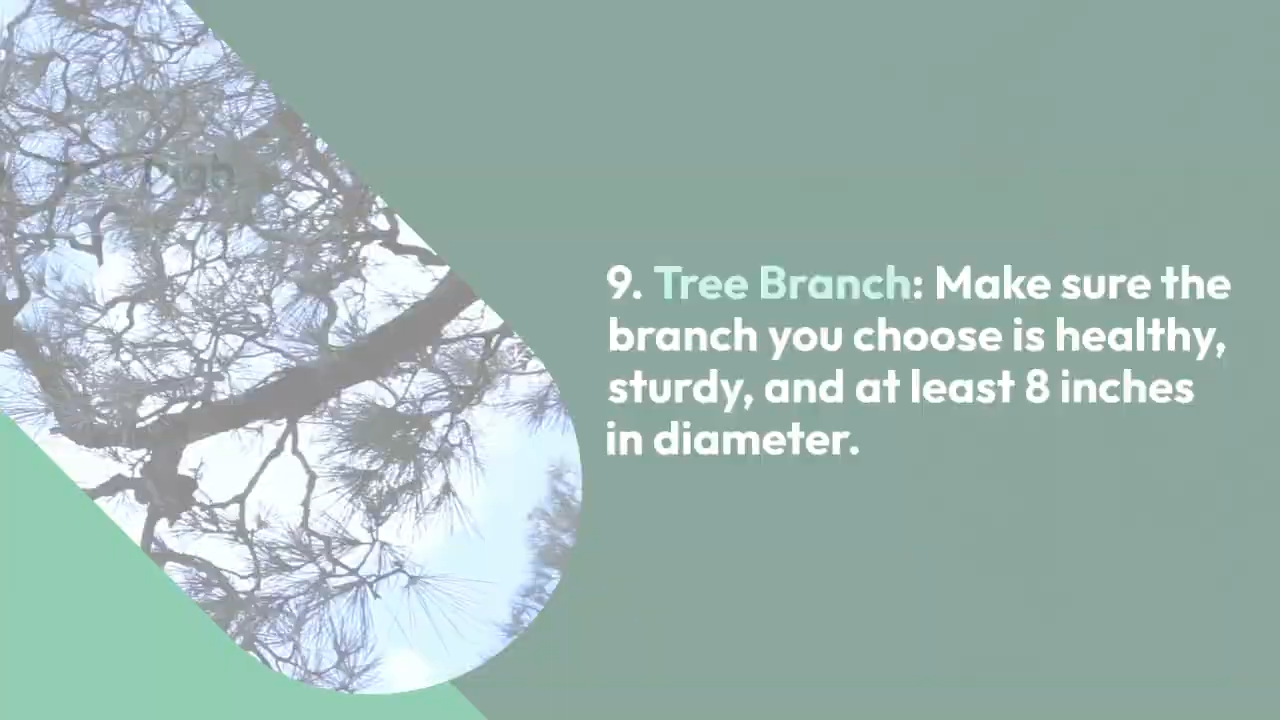 9. Tree Branch: Make sure the
branch you choose is healthy,
sturdy, and at least 8 inches
in diameter.